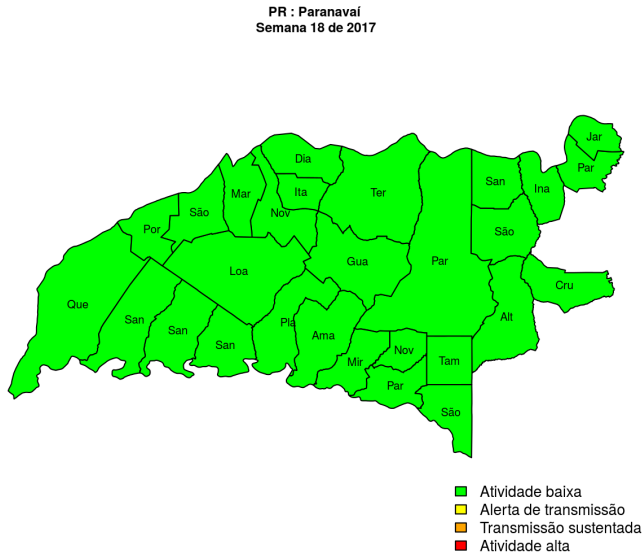 PR : Paranavaí
Semana 18 de 2017
Jar
Dia
Par
Mar
Ita
Ter
San
Ina
São
Nov
Por
São
Loa
Gua
Par
Cru
Que
San
San
Pla
Ama
Alt
San
Mir
Nov
Tam
Par
São
Atividade baixa
Alerta de transmissão
Transmissão sustentada
Atividade alta